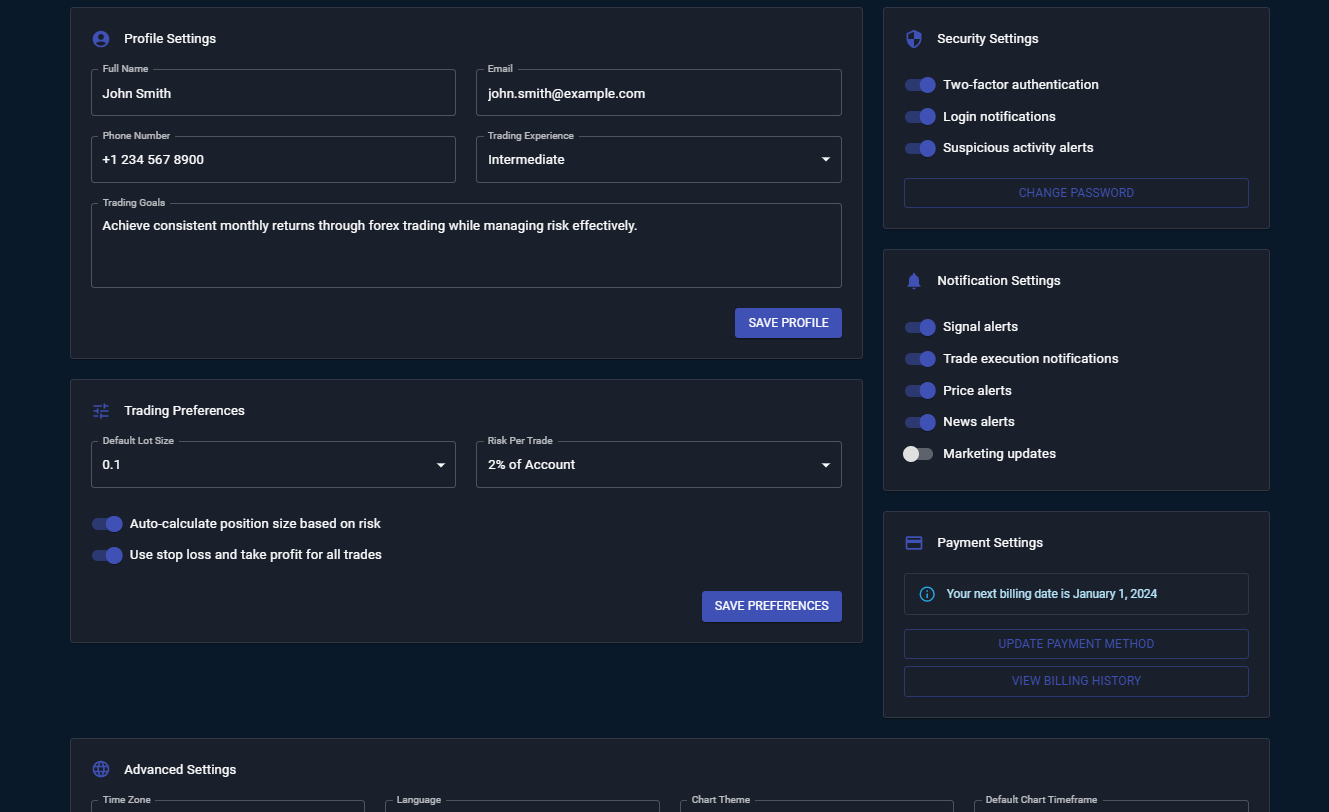 Profile Settings
Full Name
John Smith
Email
john.smith@example.com
Phone Number
+1 234 567 8900
Trading Experience
Intermediate
Trading Goals
Achieve consistent monthly returns through forex trading while managing risk effectively.
SAVE PROFILE
Trading Preferences
Default Lot Size
0.1
Risk Per Trade
2% of Account
Auto-calculate position size based on risk
Use stop loss and take profit for all trades
SAVE PREFERENCES
Security Settings
Two-factor authentication
Login notifications
Suspicious activity alerts
CHANGE PASSWORD
Notification Settings
Signal alerts
Trade execution notifications
Price alerts
News alerts
Marketing updates
Payment Settings
Your next billing date is January 1, 2024
UPDATE PAYMENT METHOD
VIEW BILLING HISTORY
Advanced Settings
Time Zone
Language
Chart Theme
Default Chart Timeframe